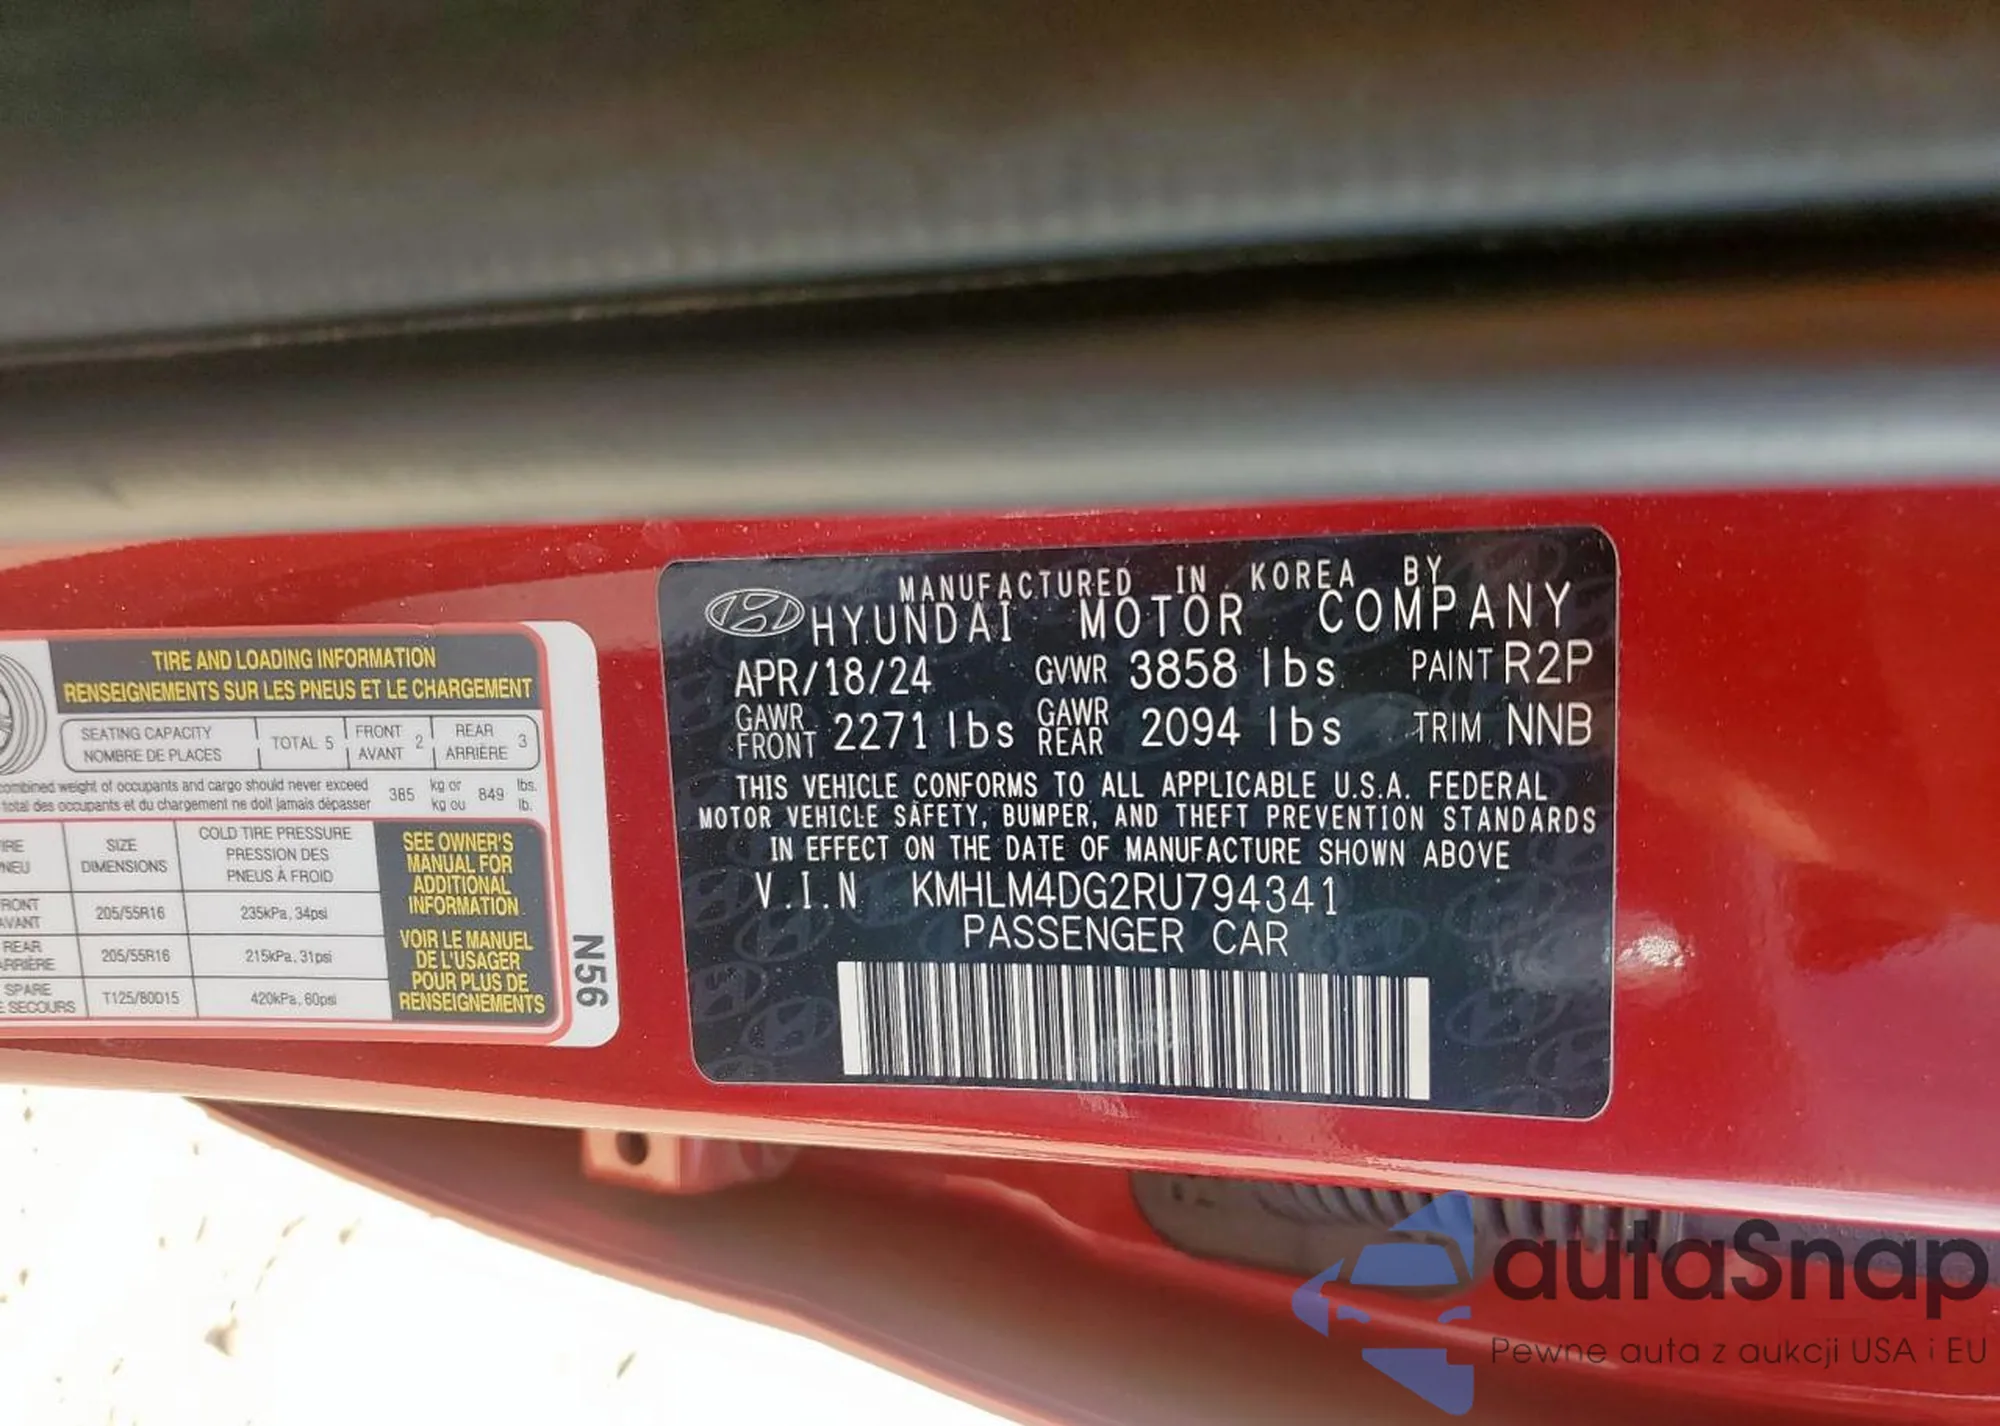 TIRE AND LOADING INFORMATION
RENSEIGNEMENTS SUR LES PNEUS ET LE CHARGEMENT
SEATING CAPACITY
NOMBRE DE PLACES
TOTAL 5
FRONT
AVANT
2
REAR
ARRIÈRE
3
combined weight of occupants and cargo should never exceed
total des occupants et du chargement ne doit jamais dépasser
385
kg or
kg ou
849
lbs.
lb.
SIZE
DIMENSIONS
COLD TIRE PRESSURE
PRESSION DES
PNEUS À FROID
205/55R16
235kPa, 34psi
REAR
205/55R16
215kPa, 31psi
SPARE
SECOURS
T125/80D15
420kPa, 60psi
SEE OWNER'S
MANUAL FOR
ADDITIONAL
INFORMATION
VOIR LE MANUEL
DE L'USAGER
POUR PLUS DE
RENSEIGNEMENTS
N56
MANUFACTURED IN KOREA BY
HYUNDAI MOTOR COMPANY
APR/18/24 GVWR 3858 lbs PAINT R2P
GAWR FRONT 2271 lbs GAWR REAR 2094 lbs TRIM NNB
THIS VEHICLE CONFORMS TO ALL APPLICABLE U.S.A. FEDERAL
MOTOR VEHICLE SAFETY, BUMPER, AND THEFT PREVENTION STANDARDS
IN EFFECT ON THE DATE OF MANUFACTURE SHOWN ABOVE
V.I.N KMHLM4DG2RU794341
PASSENGER CAR
autaSnap
Pewne auta z aukcji USA i EU